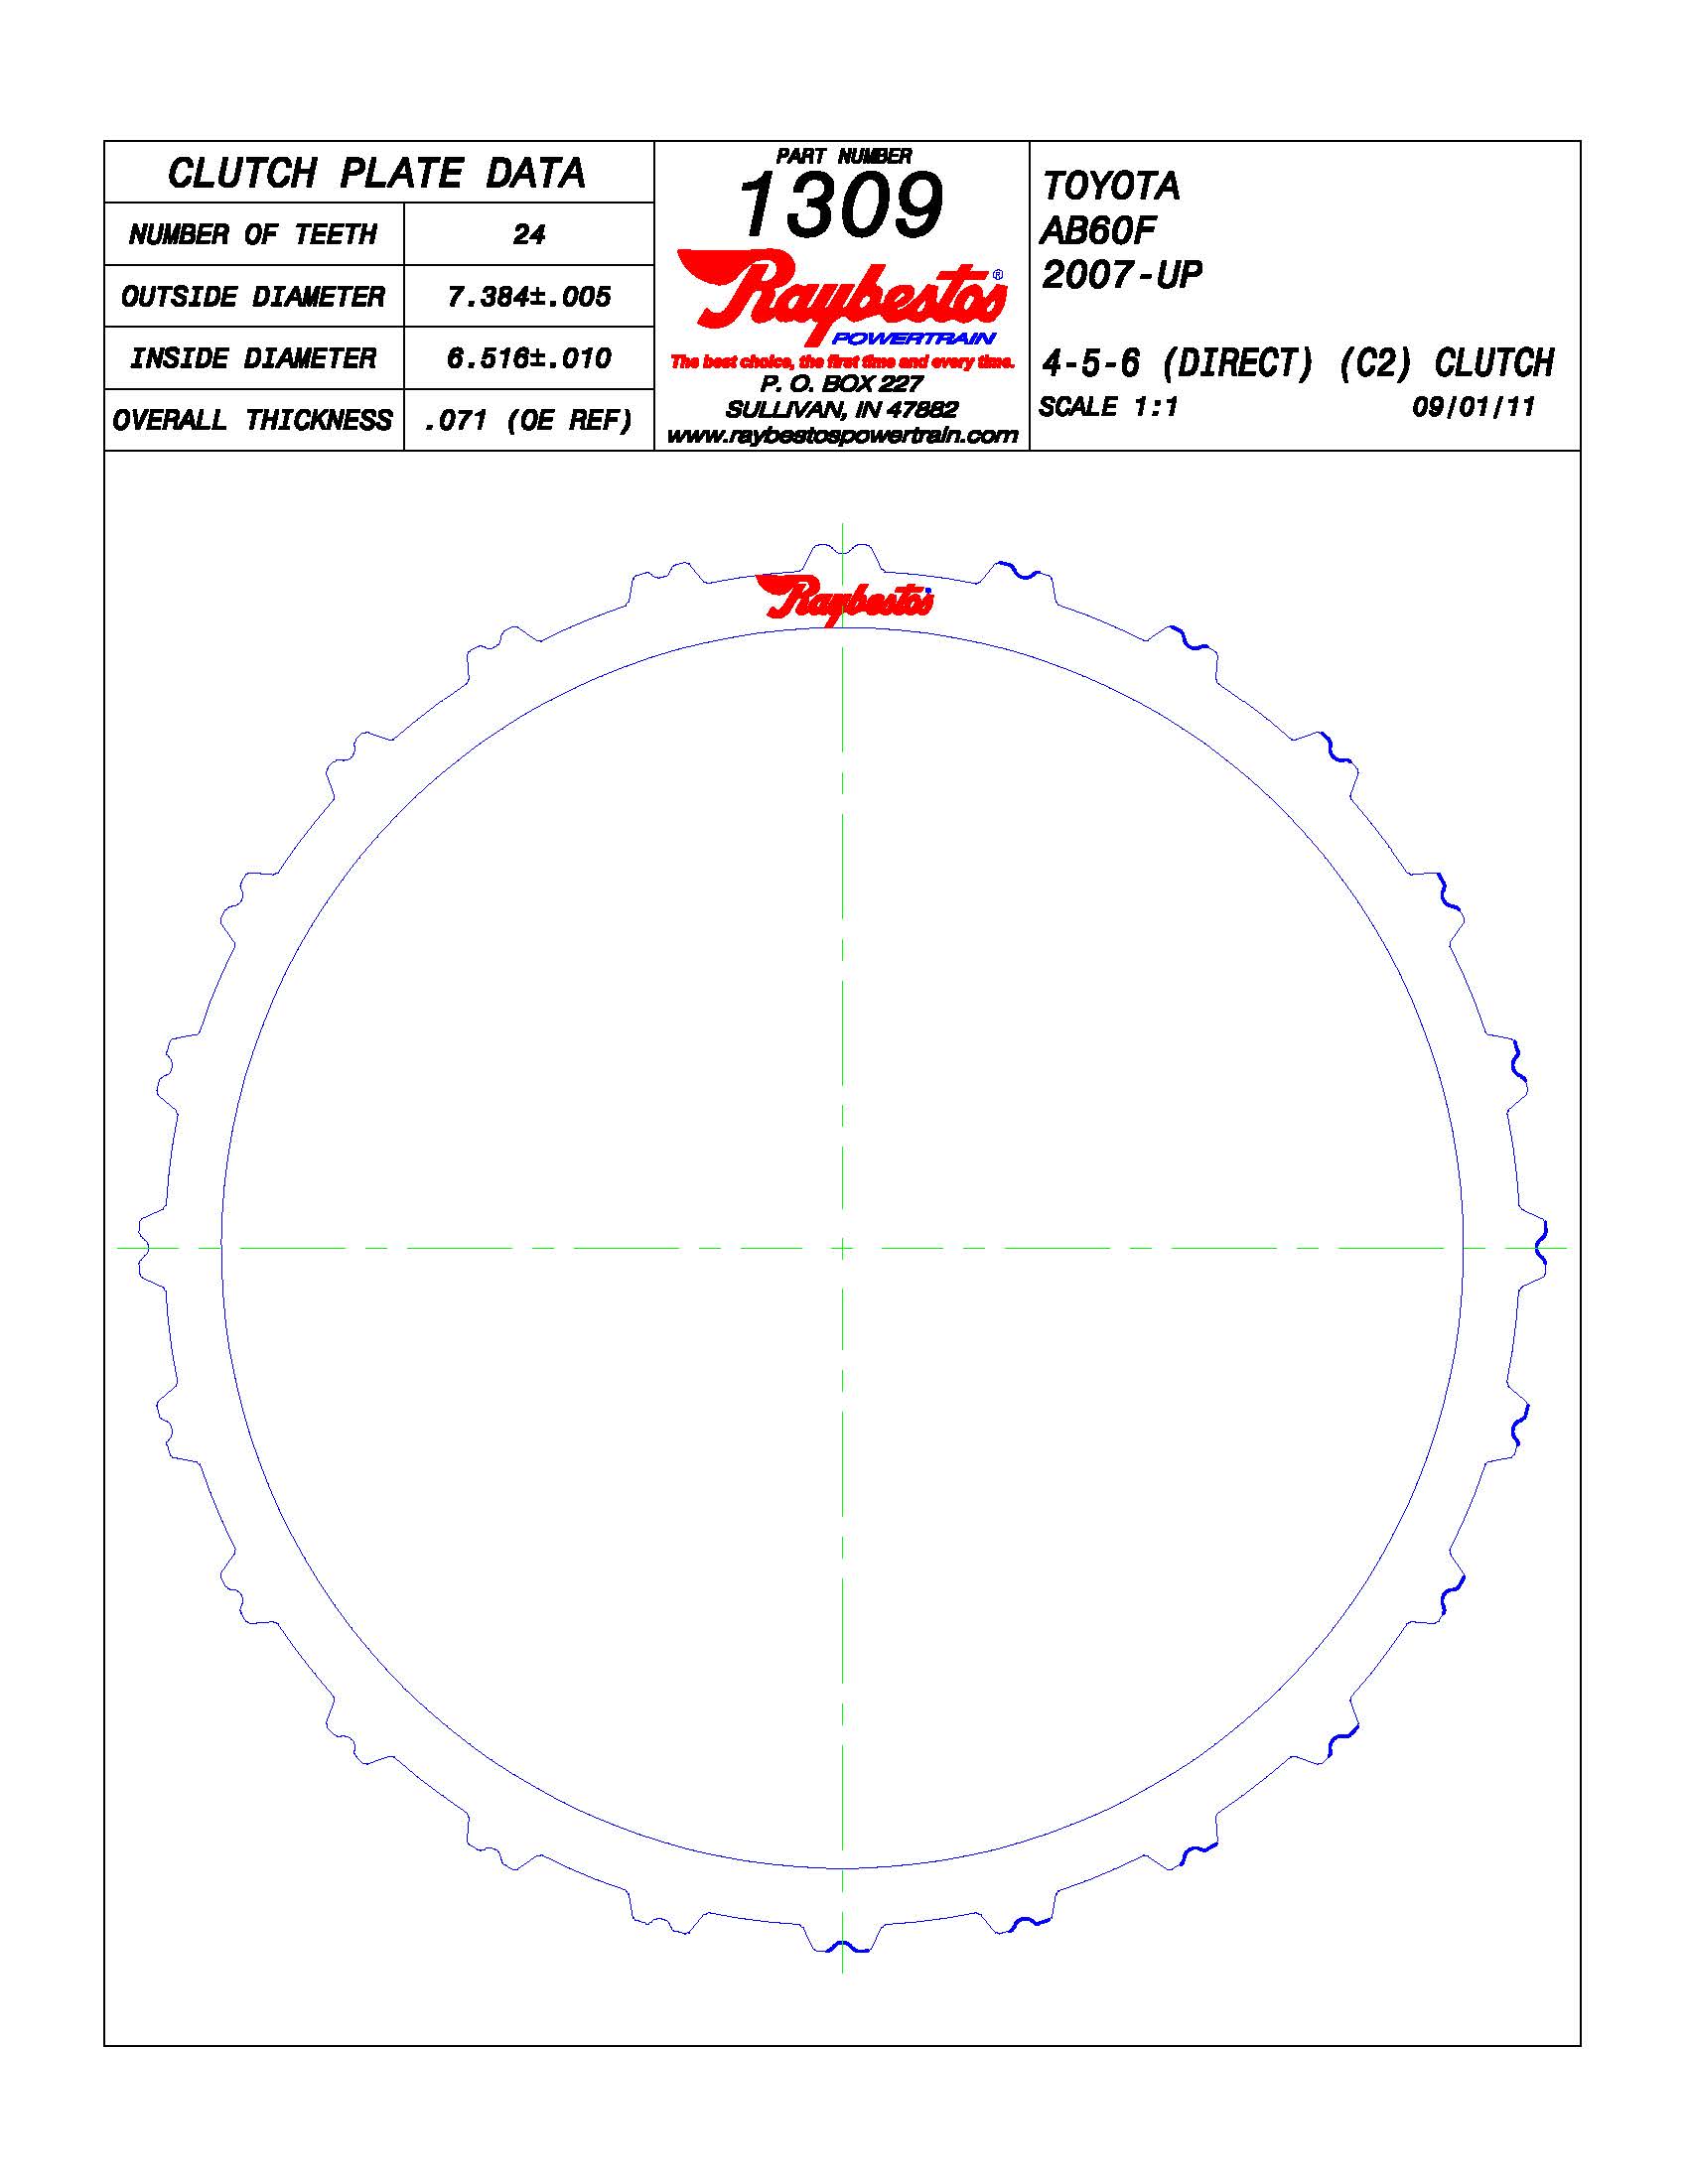 CLUTCH PLATE DATA
NUMBER OF TEETH 24
OUTSIDE DIAMETER 7.384±.005
INSIDE DIAMETER 6.516±.010
OVERALL THICKNESS .071 (OE REF)
PART NUMBER
1309
Raybestos®
POWERTRAIN
The best choice, the first time and every time.
P. O. BOX 227
SULLIVAN, IN 47882
www.raybestospowertrain.com
TOYOTA
AB60F
2007-UP
4-5-6 (DIRECT) (C2) CLUTCH
SCALE 1:1 09/01/11
Raybestos